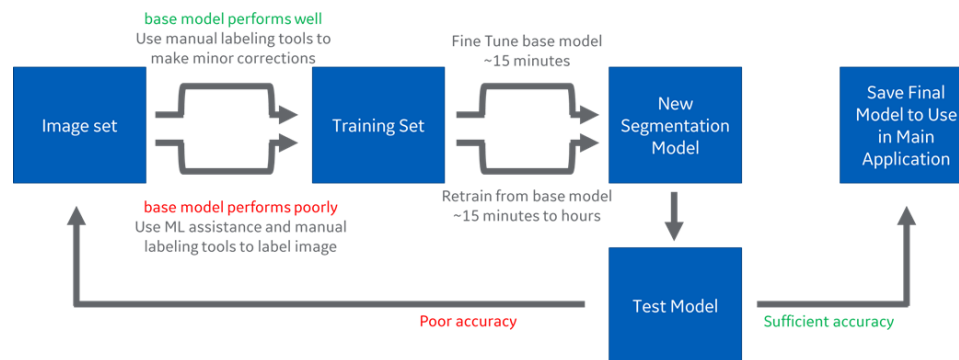 base model performs well
Use manual labeling tools to
make minor corrections
Fine Tune base model
~15 minutes
Image set
Training Set
New
Segmentation
Model
Save Final
Model to Use
in Main
Application
base model performs poorly
Use ML assistance and manual
labeling tools to label image
Retrain from base model
~15 minutes to hours
Test Model
Poor accuracy
Sufficient accuracy